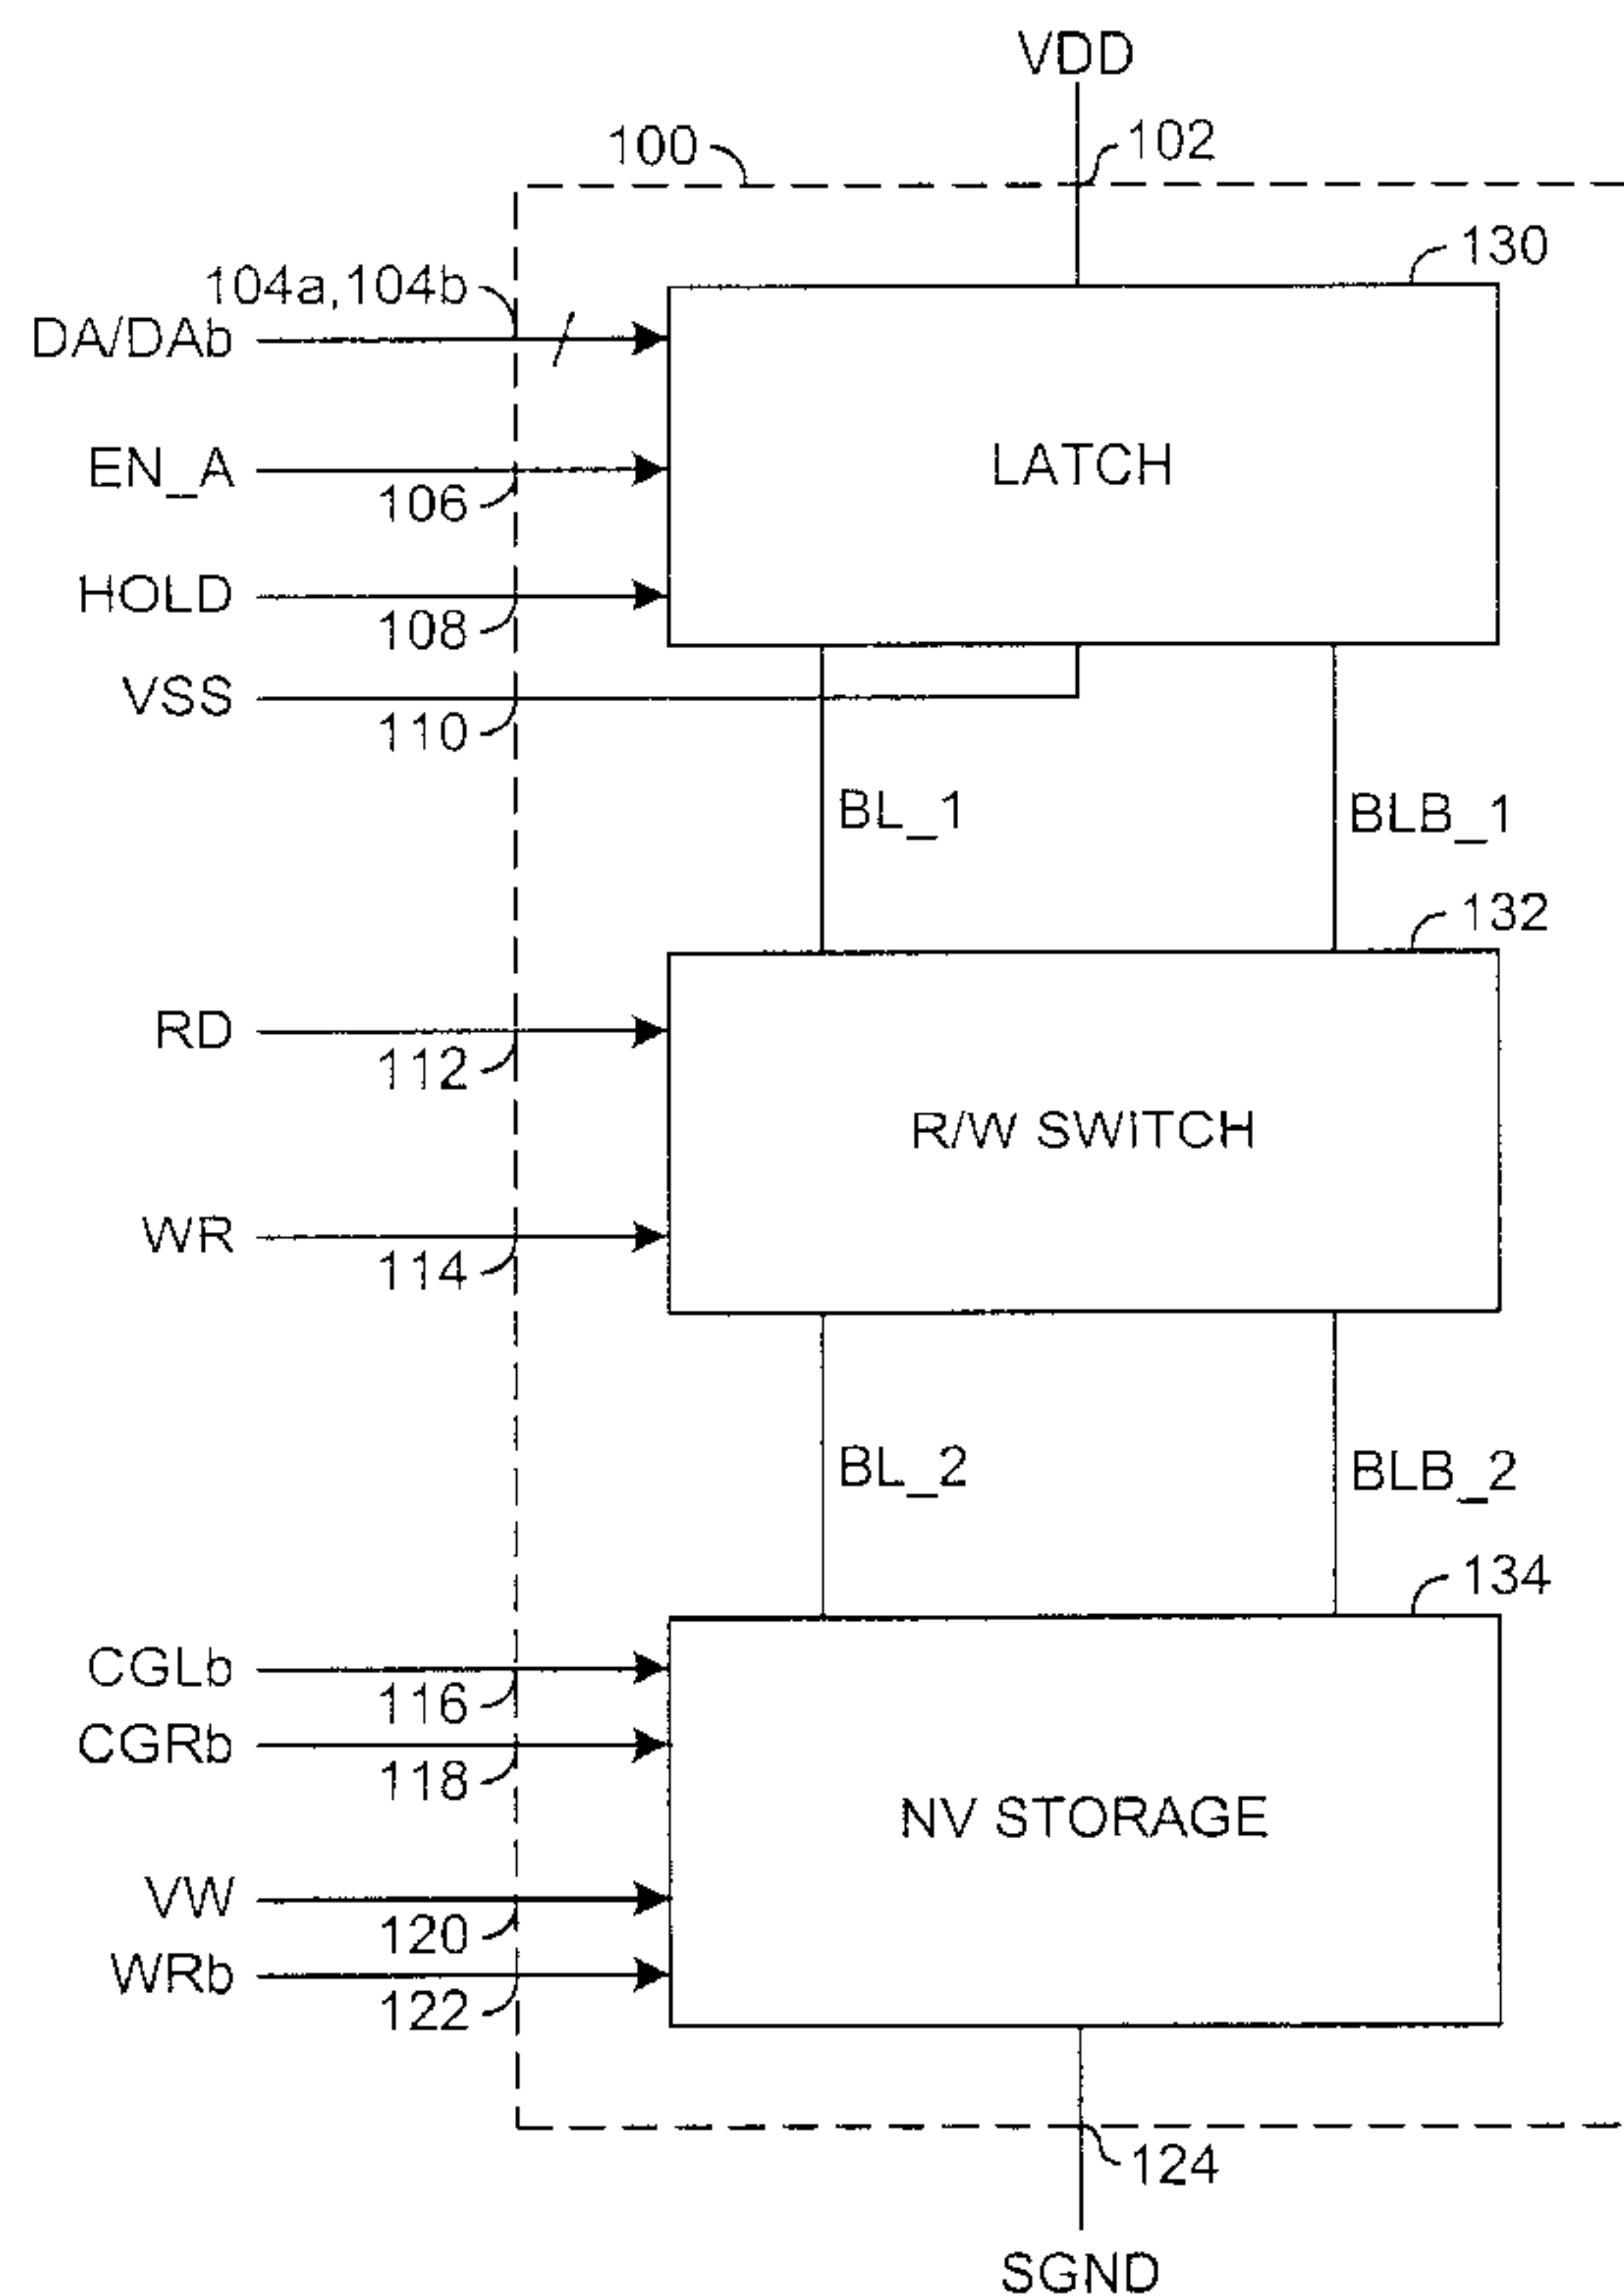 VDD
100
102
130
104a,104b
DA/DAb
LATCH
EN_A
106
HOLD
108
VSS
110
BL_1
BLB_1
132
RD
112
R/W SWITCH
WR
114
BL_2
BLB_2
134
CGLb
116
CGRb
118
NV STORAGE
VW
120
WRb
122
124
SGND